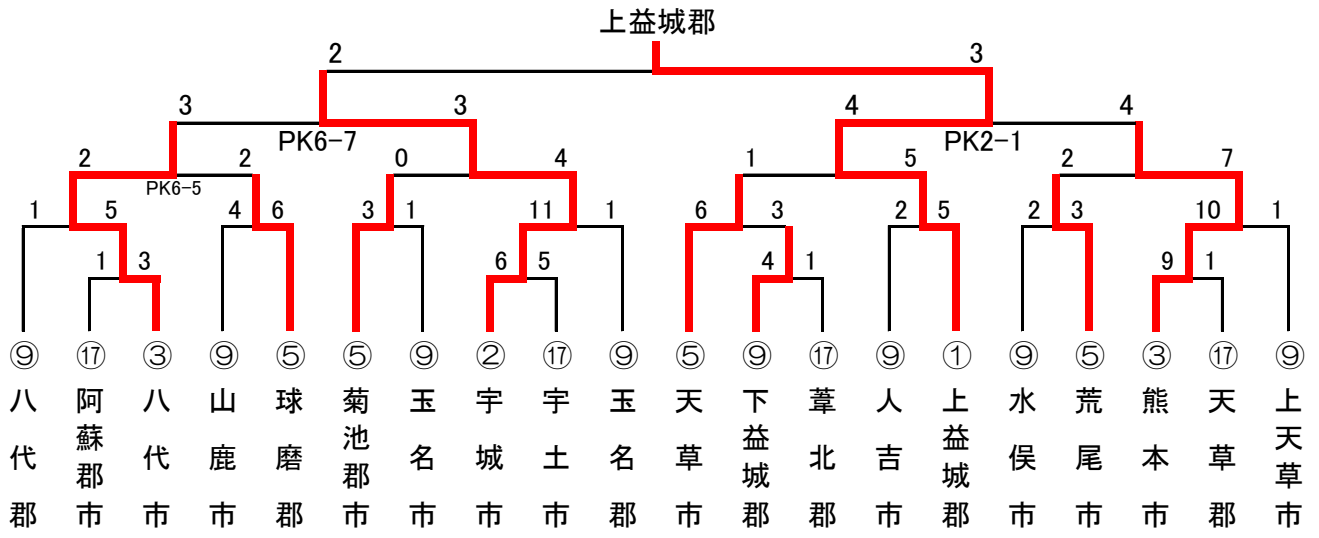 上益城郡
2 3
3 3 4 4
PK6-7 PK2-1
2 2 0 4 1 5 2 7
PK6-5
1 5 4 6 3 1 11 1 6 3 2 5 2 3 10 1
1 3 6 5 4 1 9 1
⑨ ⑰ ③ ⑨ ⑤ ⑤ ⑨ ② ⑰ ⑨ ⑤ ⑨ ⑰ ⑨ ① ⑨ ⑤ ③ ⑰ ⑨
八代郡
阿蘇郡市
八代市
山鹿市
球磨郡
菊池郡市
玉名市
宇城市
宇土市
玉名郡
天草市
下益城郡
葦北郡
人吉市
上益城郡
水俣市
荒尾市
熊本市
天草郡
上天草市